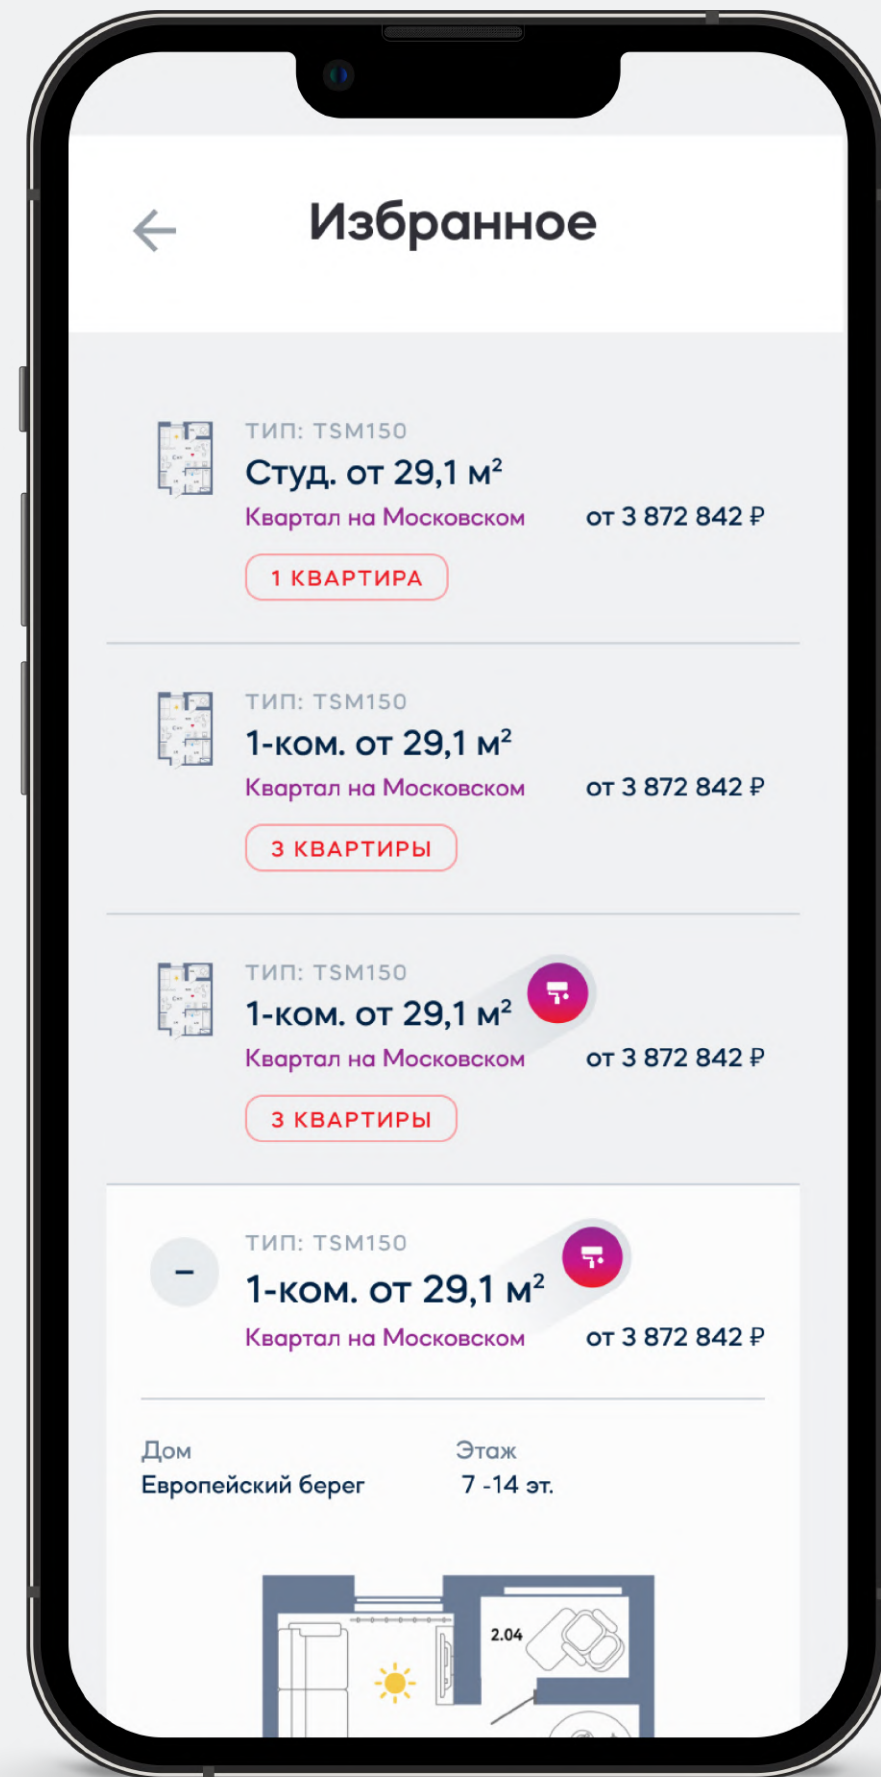 Избранное
ТИП: TSM150
Студ. от 29,1 м²
Квартал на Московском от 3 872 842 ₽
1 КВАРТИРА
ТИП: TSM150
1-ком. от 29,1 м²
Квартал на Московском от 3 872 842 ₽
3 КВАРТИРЫ
ТИП: TSM150
1-ком. от 29,1 м²
Квартал на Московском от 3 872 842 ₽
3 КВАРТИРЫ
ТИП: TSM150
1-ком. от 29,1 м²
Квартал на Московском от 3 872 842 ₽
Дом Этаж
Европейский берег 7 -14 эт.
2.04